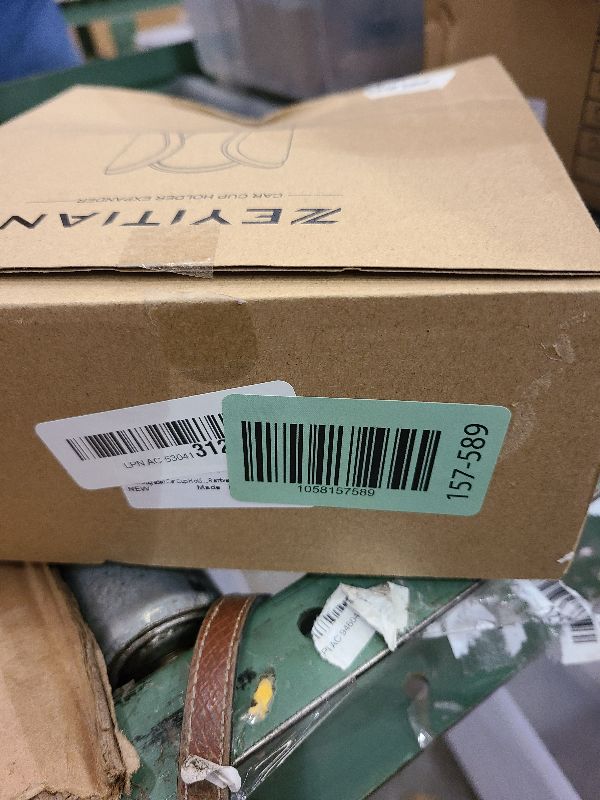 ZEYITIAN
CAR CUP HOLDER EXPANDER
LPN AC 53041312
NEW
Made
1058157589
157-589